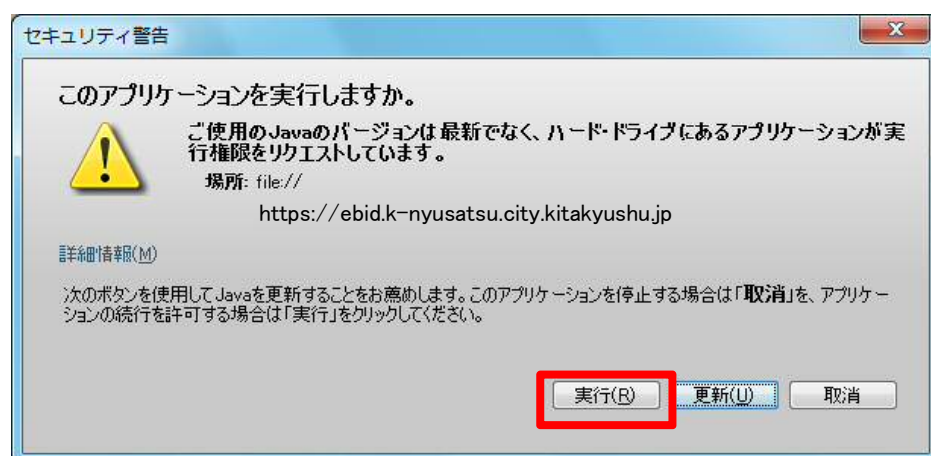 セキュリティ警告
このアプリケーションを実行しますか。
ご使用のJavaのバージョンは最新でなく、ハード・ドライブにあるアプリケーションが実
行権限をリクエストしています。
場所: file://
https://ebid.k-nyusatsu.city.kitakyushu.jp
詳細情報(M)
次のボタンを使用してJavaを更新することをお薦めします。このアプリケーションを停止する場合は「取消」を、アプリケー
ションの続行を許可する場合は「実行」をクリックしてください。
実行(R) 更新(U) 取消